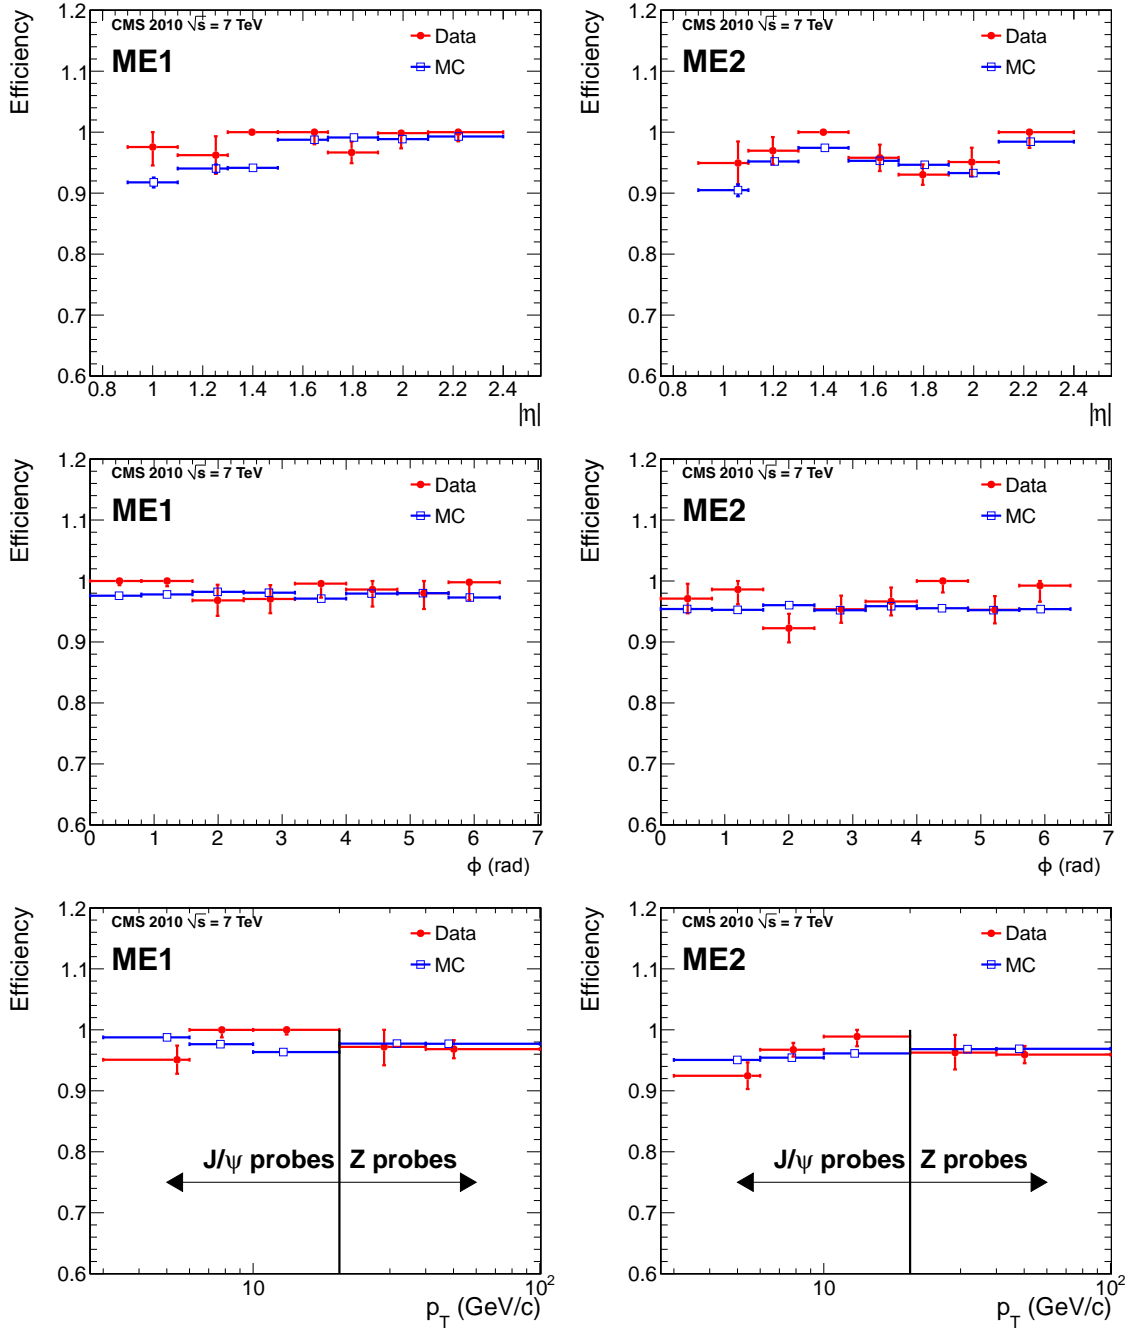 CMS 2010 √s = 7 TeV
ME1
Data
MC
Efficiency
1.2
1.1
1
0.9
0.8
0.7
0.6
0.8 1 1.2 1.4 1.6 1.8 2 2.2 2.4
|η|
CMS 2010 √s = 7 TeV
ME2
Data
MC
Efficiency
1.2
1.1
1
0.9
0.8
0.7
0.6
0.8 1 1.2 1.4 1.6 1.8 2 2.2 2.4
|η|
CMS 2010 √s = 7 TeV
ME1
Data
MC
Efficiency
1.2
1.1
1
0.9
0.8
0.7
0.6
0 1 2 3 4 5 6 7
ϕ (rad)
CMS 2010 √s = 7 TeV
ME2
Data
MC
Efficiency
1.2
1.1
1
0.9
0.8
0.7
0.6
0 1 2 3 4 5 6 7
ϕ (rad)
CMS 2010 √s = 7 TeV
ME1
Data
MC
Efficiency
1.2
1.1
1
0.9
0.8
0.7
0.6
J/ψ probes Z probes
10 10²
p_T (GeV/c)
CMS 2010 √s = 7 TeV
ME2
Data
MC
Efficiency
1.2
1.1
1
0.9
0.8
0.7
0.6
J/ψ probes Z probes
10 10²
p_T (GeV/c)